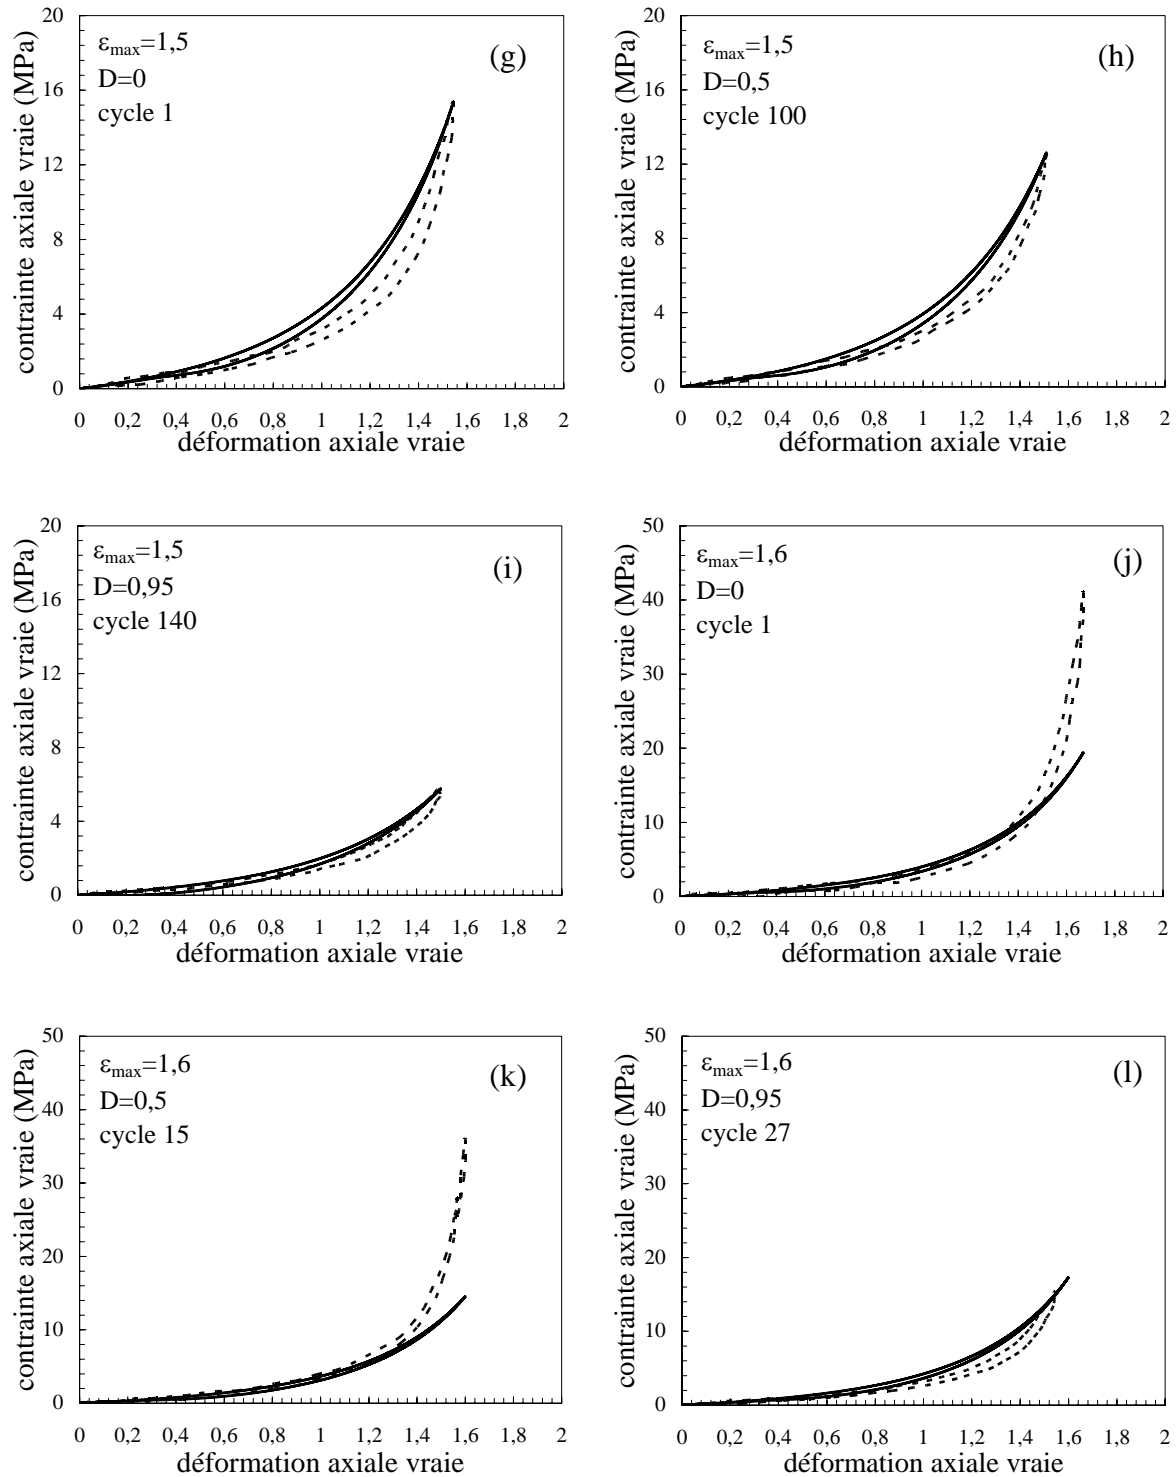 20
16
12
8
4
0
contrainte axiale vraie (MPa)
εmax=1,5
D=0
cycle 1
(g)
0 0,2 0,4 0,6 0,8 1 1,2 1,4 1,6 1,8 2
déformation axiale vraie
20
16
12
8
4
0
contrainte axiale vraie (MPa)
εmax=1,5
D=0,5
cycle 100
(h)
0 0,2 0,4 0,6 0,8 1 1,2 1,4 1,6 1,8 2
déformation axiale vraie
20
16
12
8
4
0
contrainte axiale vraie (MPa)
εmax=1,5
D=0,95
cycle 140
(i)
0 0,2 0,4 0,6 0,8 1 1,2 1,4 1,6 1,8 2
déformation axiale vraie
50
40
30
20
10
0
contrainte axiale vraie (MPa)
εmax=1,6
D=0
cycle 1
(j)
0 0,2 0,4 0,6 0,8 1 1,2 1,4 1,6 1,8 2
déformation axiale vraie
50
40
30
20
10
0
contrainte axiale vraie (MPa)
εmax=1,6
D=0,5
cycle 15
(k)
0 0,2 0,4 0,6 0,8 1 1,2 1,4 1,6 1,8 2
déformation axiale vraie
50
40
30
20
10
0
contrainte axiale vraie (MPa)
εmax=1,6
D=0,95
cycle 27
(l)
0 0,2 0,4 0,6 0,8 1 1,2 1,4 1,6 1,8 2
déformation axiale vraie